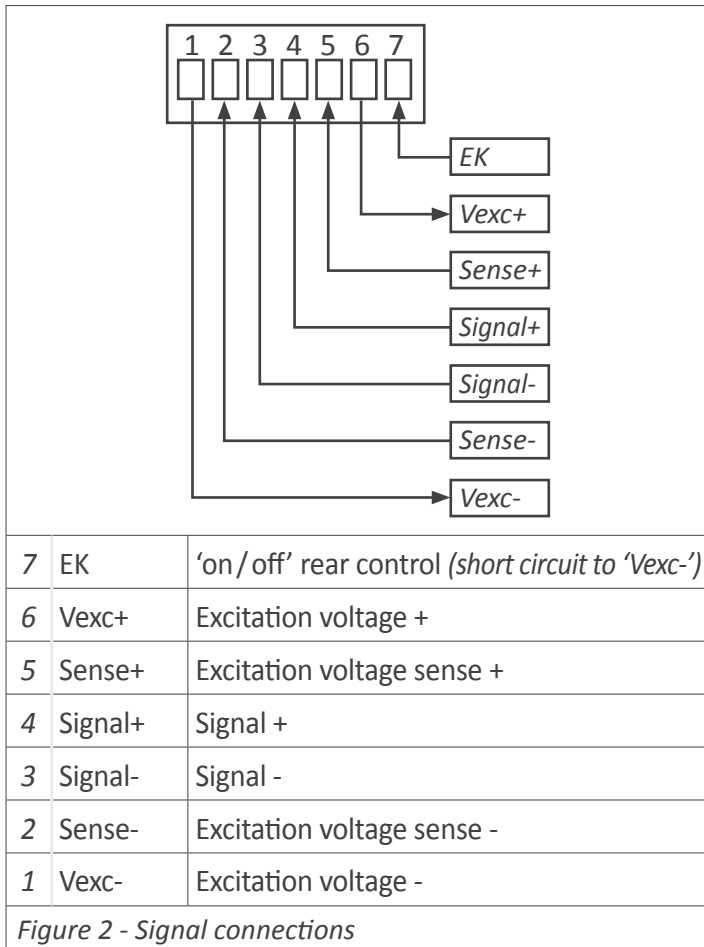 1 2 3 4 5 6 7
EK
Vexc+
Sense+
Signal+
Signal-
Sense-
Vexc-
7 EK ‘on / off’ rear control (short circuit to ‘Vexc-’)
6 Vexc+ Excitation voltage +
5 Sense+ Excitation voltage sense +
4 Signal+ Signal +
3 Signal- Signal -
2 Sense- Excitation voltage sense -
1 Vexc- Excitation voltage -
Figure 2 - Signal connections